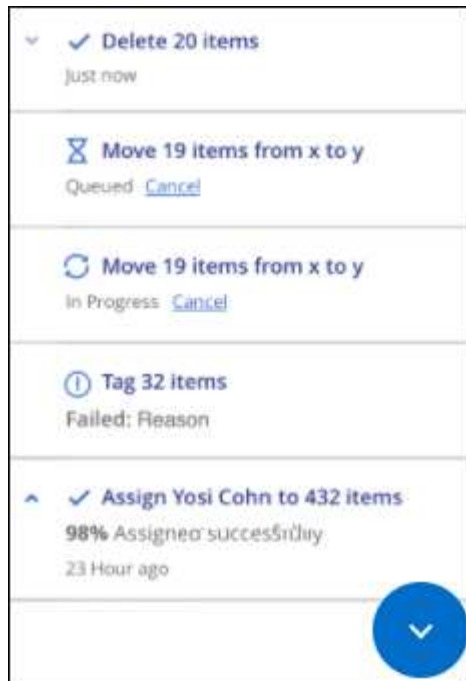 Delete 20 items
Just now
Move 19 items from x to y
Queued Cancel
Move 19 items from x to y
In Progress Cancel
Tag 32 items
Failed: Reason
Assign Yosi Cohn to 432 items
98% Assigned
23 Hour ago